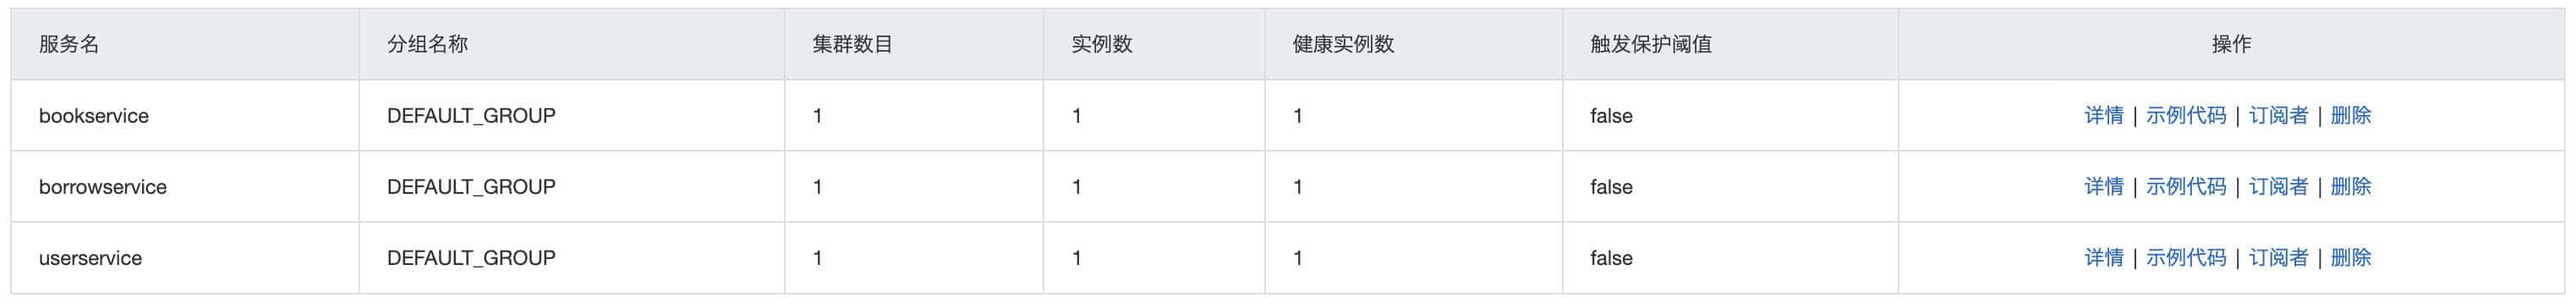 服务名 分组名称 集群数目 实例数 健康实例数 触发保护阈值 操作
bookservice DEFAULT_GROUP 1 1 1 false 详情 | 示例代码 | 订阅者 | 删除
borrowservice DEFAULT_GROUP 1 1 1 false 详情 | 示例代码 | 订阅者 | 删除
userservice DEFAULT_GROUP 1 1 1 false 详情 | 示例代码 | 订阅者 | 删除